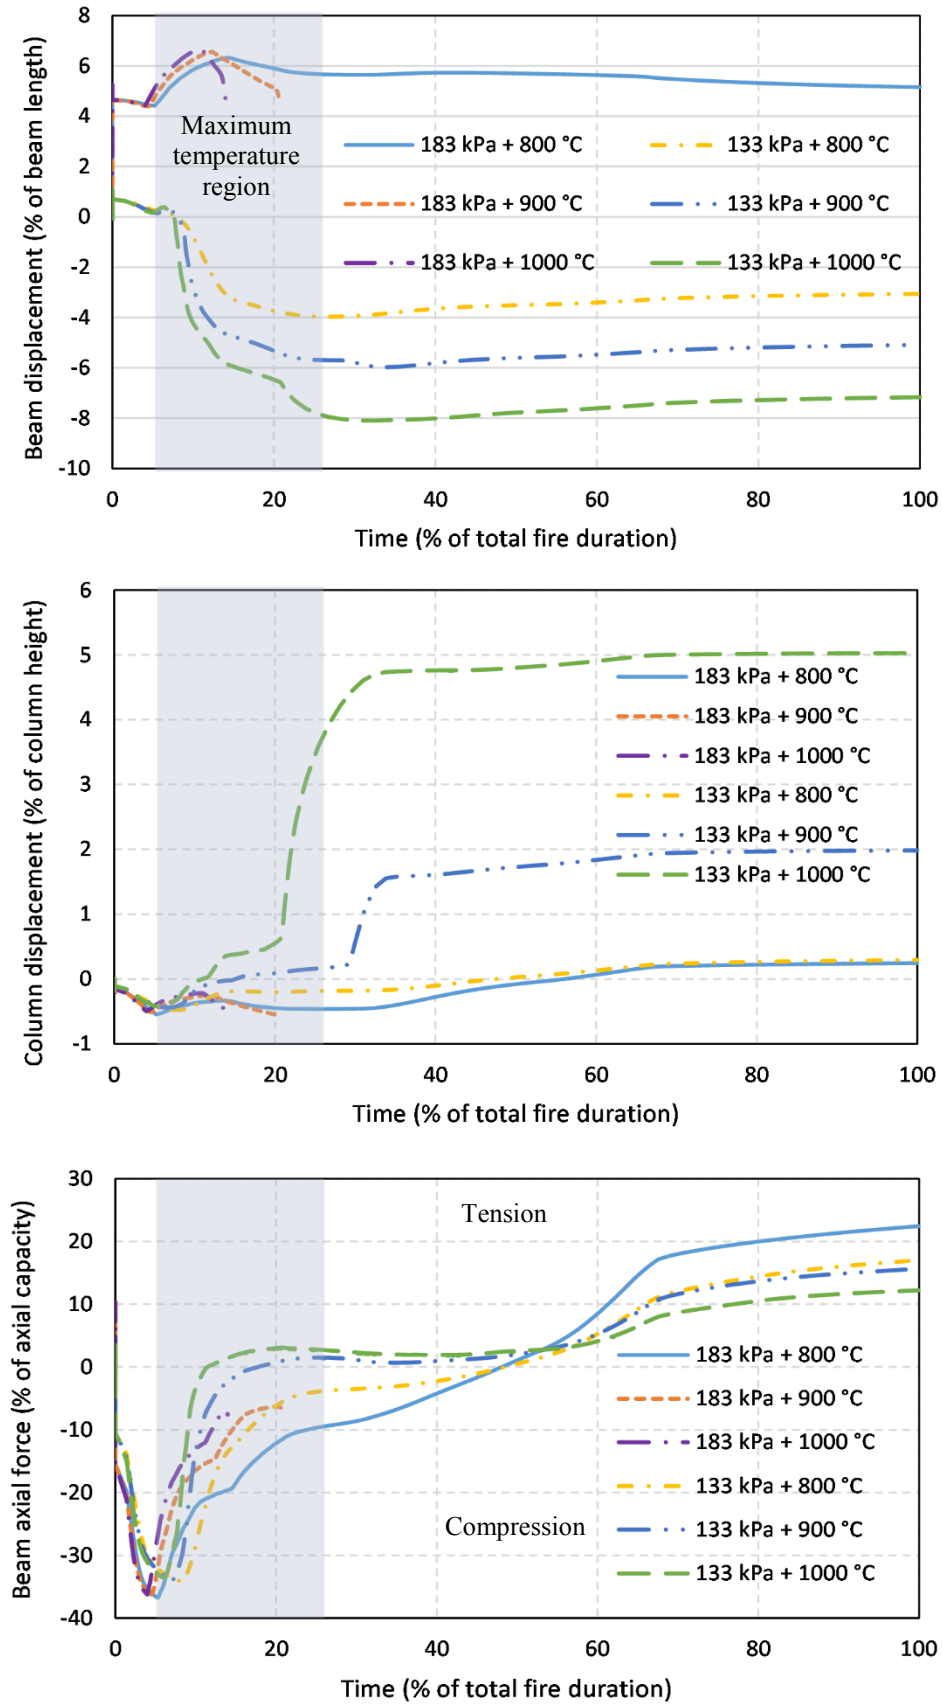 8
6
4
2
0
-2
-4
-6
-8
-10
Beam displacement (% of beam length)
Maximum
temperature
region
183 kPa + 800 °C
133 kPa + 800 °C
183 kPa + 900 °C
133 kPa + 900 °C
183 kPa + 1000 °C
133 kPa + 1000 °C
0 20 40 60 80 100
Time (% of total fire duration)
6
5
4
3
2
1
0
-1
Column displacement (% of column height)
183 kPa + 800 °C
183 kPa + 900 °C
183 kPa + 1000 °C
133 kPa + 800 °C
133 kPa + 900 °C
133 kPa + 1000 °C
0 20 40 60 80 100
Time (% of total fire duration)
30
20
10
0
-10
-20
-30
-40
Beam axial force (% of axial capacity)
Tension
183 kPa + 800 °C
183 kPa + 900 °C
183 kPa + 1000 °C
133 kPa + 800 °C
Compression
133 kPa + 900 °C
133 kPa + 1000 °C
0 20 40 60 80 100
Time (% of total fire duration)